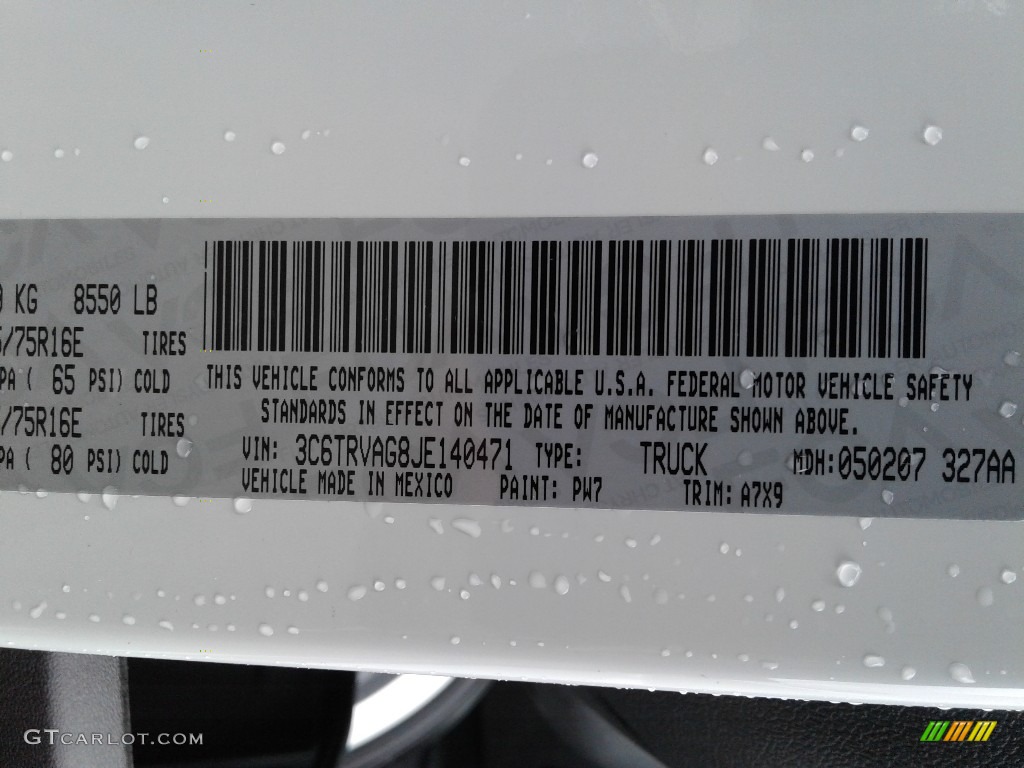 KG 8550 LB
/75R16E TIRES
PA ( 65 PSI) COLD
/75R16E TIRES
PA ( 80 PSI) COLD
THIS VEHICLE CONFORMS TO ALL APPLICABLE U.S.A. FEDERAL MOTOR VEHICLE SAFETY
STANDARDS IN EFFECT ON THE DATE OF MANUFACTURE SHOWN ABOVE.
VIN: 3C6TRVAG8JE140471 TYPE: TRUCK MDH:050207 327AA
VEHICLE MADE IN MEXICO PAINT: PW7 TRIM: A7X9
GTCARLOT.COM